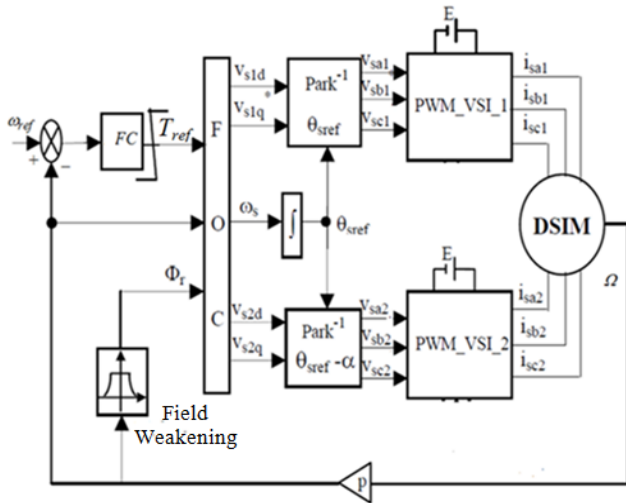 E
v_s1d
v_sa1
i_sa1
Park^-1
v_sb1
PWM_VSI_1
i_sb1
v_s1q
θ_sref
v_sc1
i_sc1
ω_ref
+
−
FC
T_ref
F
O
C
ω_s
∫
θ_sref
DSIM
Ω
Φ_r
E
v_s2d
v_sa2
i_sa2
Park^-1
v_sb2
PWM_VSI_2
i_sb2
v_s2q
θ_sref -α
v_sc2
i_sc2
Field
Weakening
p